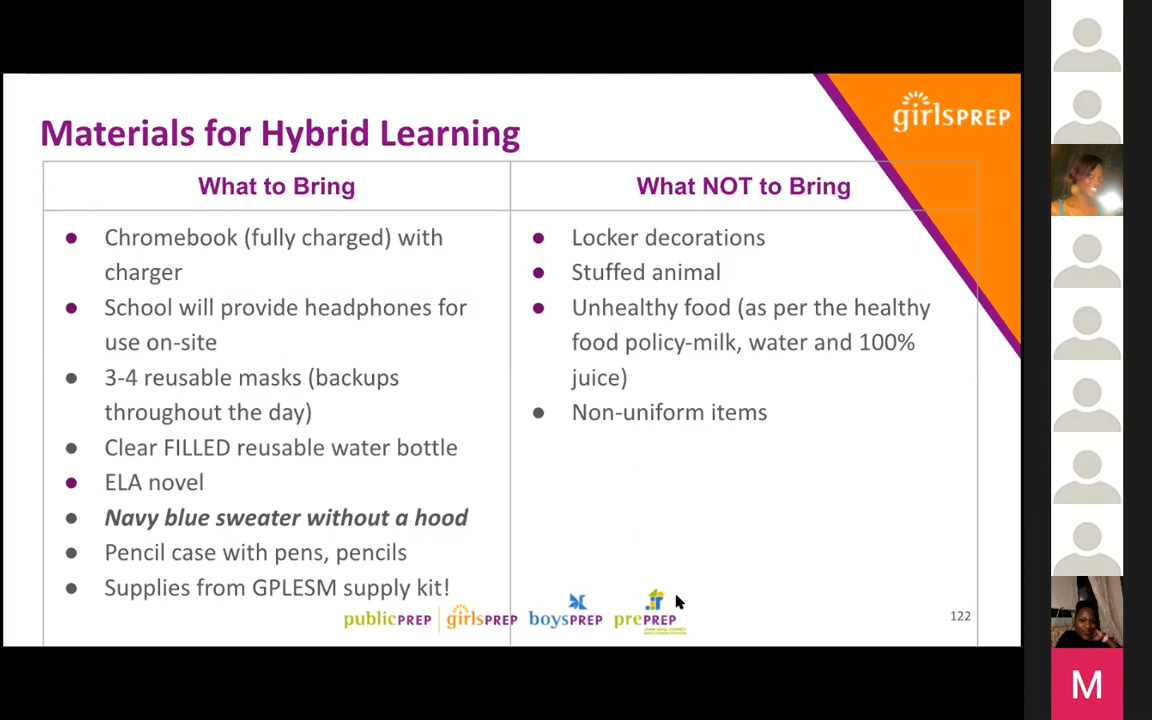 girlsPREP
Materials for Hybrid Learning
What to Bring
Chromebook (fully charged) with
charger
School will provide headphones for
use on-site
3-4 reusable masks (backups
throughout the day)
Clear FILLED reusable water bottle
ELA novel
Navy blue sweater without a hood
Pencil case with pens, pencils
Supplies from GPLESM supply kit!
What NOT to Bring
Locker decorations
Stuffed animal
Unhealthy food (as per the healthy
food policy-milk, water and 100%
juice)
Non-uniform items
publicPREP girlsPREP boysPREP prePREP
122
M